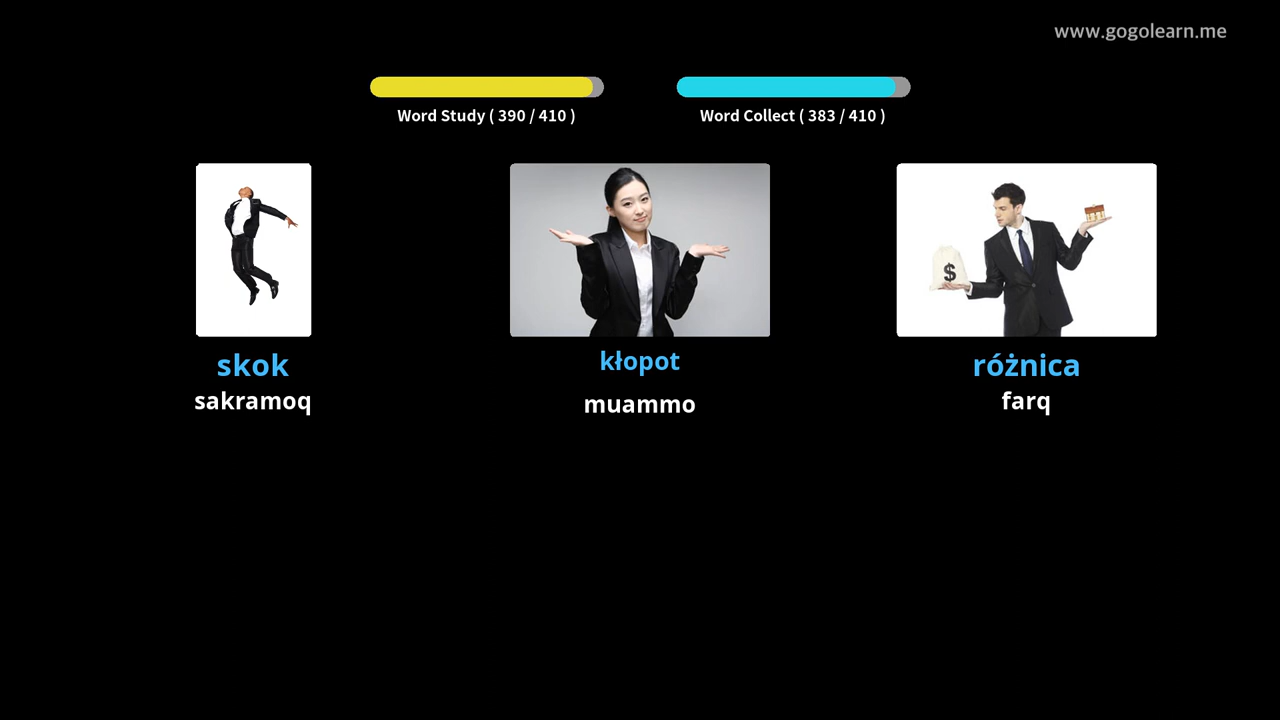 www.gogolearn.me
Word Study ( 390 / 410 )
Word Collect ( 383 / 410 )
$
skok
kłopot
różnica
sakramoq
muammo
farq